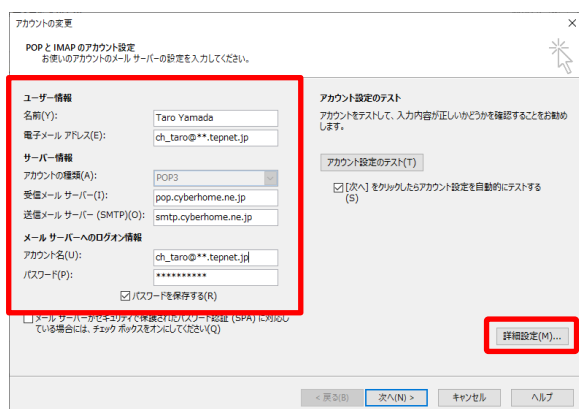 アカウントの変更
POP と IMAP のアカウント設定
お使いのアカウントのメール サーバーの設定を入力してください。
ユーザー情報
名前(Y):
Taro Yamada
電子メール アドレス(E):
ch_taro@**.tepnet.jp
サーバー情報
アカウントの種類(A):
POP3
受信メール サーバー(I):
pop.cyberhome.ne.jp
送信メール サーバー (SMTP)(O):
smtp.cyberhome.ne.jp
メール サーバーへのログオン情報
アカウント名(U):
ch_taro@**.tepnet.jp
パスワード(P):
**********
パスワードを保存する(R)
メール サーバーがセキュリティで保護されたパスワード認証 (SPA) に対応し
ている場合には、チェック ボックスをオンにしてください(Q)
アカウント設定のテスト
アカウントをテストして、入力内容が正しいかどうかを確認することをお勧め
します。
アカウント設定のテスト(T)
[次へ] をクリックしたらアカウント設定を自動的にテストする
(S)
詳細設定(M)...
< 戻る(B)
次へ(N) >
キャンセル
ヘルプ